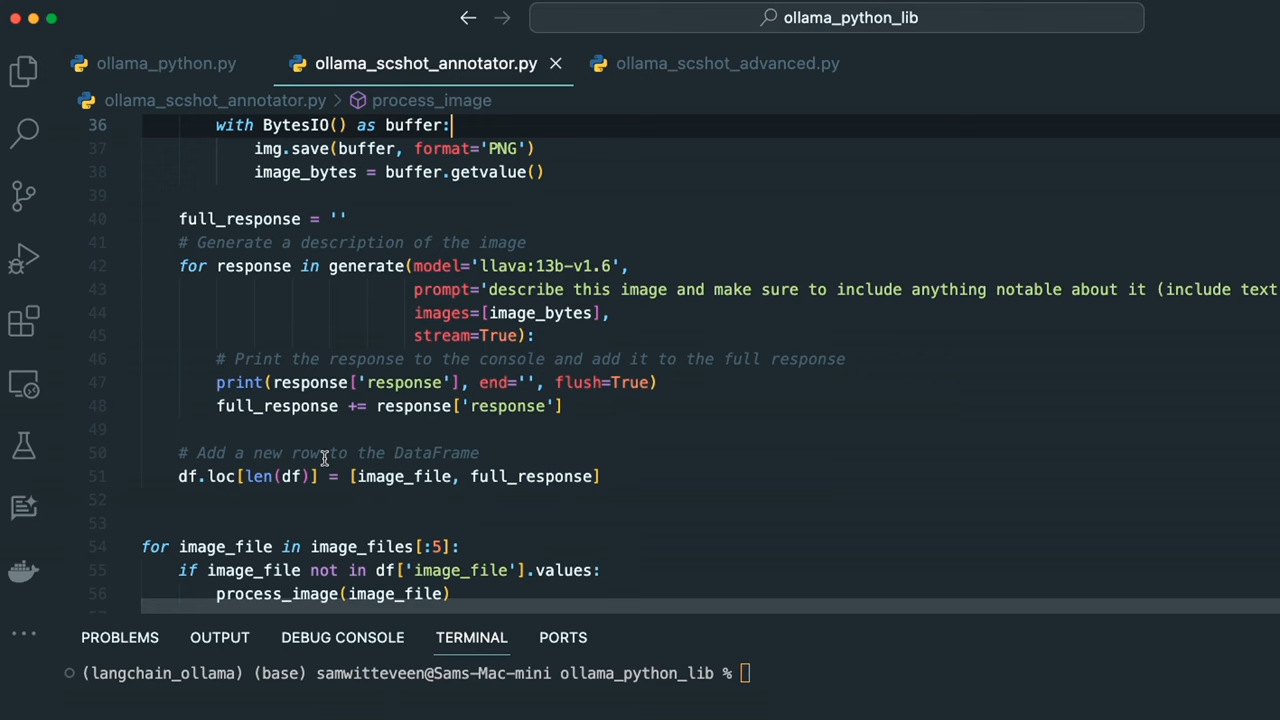 ollama_python_lib
ollama_python.py
ollama_scshot_annotator.py
ollama_scshot_advanced.py
ollama_scshot_annotator.py > process_image
36 with BytesIO() as buffer:
37 img.save(buffer, format='PNG')
38 image_bytes = buffer.getvalue()
39
40 full_response = ''
41 # Generate a description of the image
42 for response in generate(model='llava:13b-v1.6',
43 prompt='describe this image and make sure to include anything notable about it (include text
44 images=[image_bytes],
45 stream=True):
46 # Print the response to the console and add it to the full response
47 print(response['response'], end='', flush=True)
48 full_response += response['response']
49
50 # Add a new row to the DataFrame
51 df.loc[len(df)] = [image_file, full_response]
52
53
54 for image_file in image_files[:5]:
55 if image_file not in df['image_file'].values:
56 process_image(image_file)
PROBLEMS OUTPUT DEBUG CONSOLE TERMINAL PORTS
(langchain_ollama) (base) samwitteveen@Sams-Mac-mini ollama_python_lib %